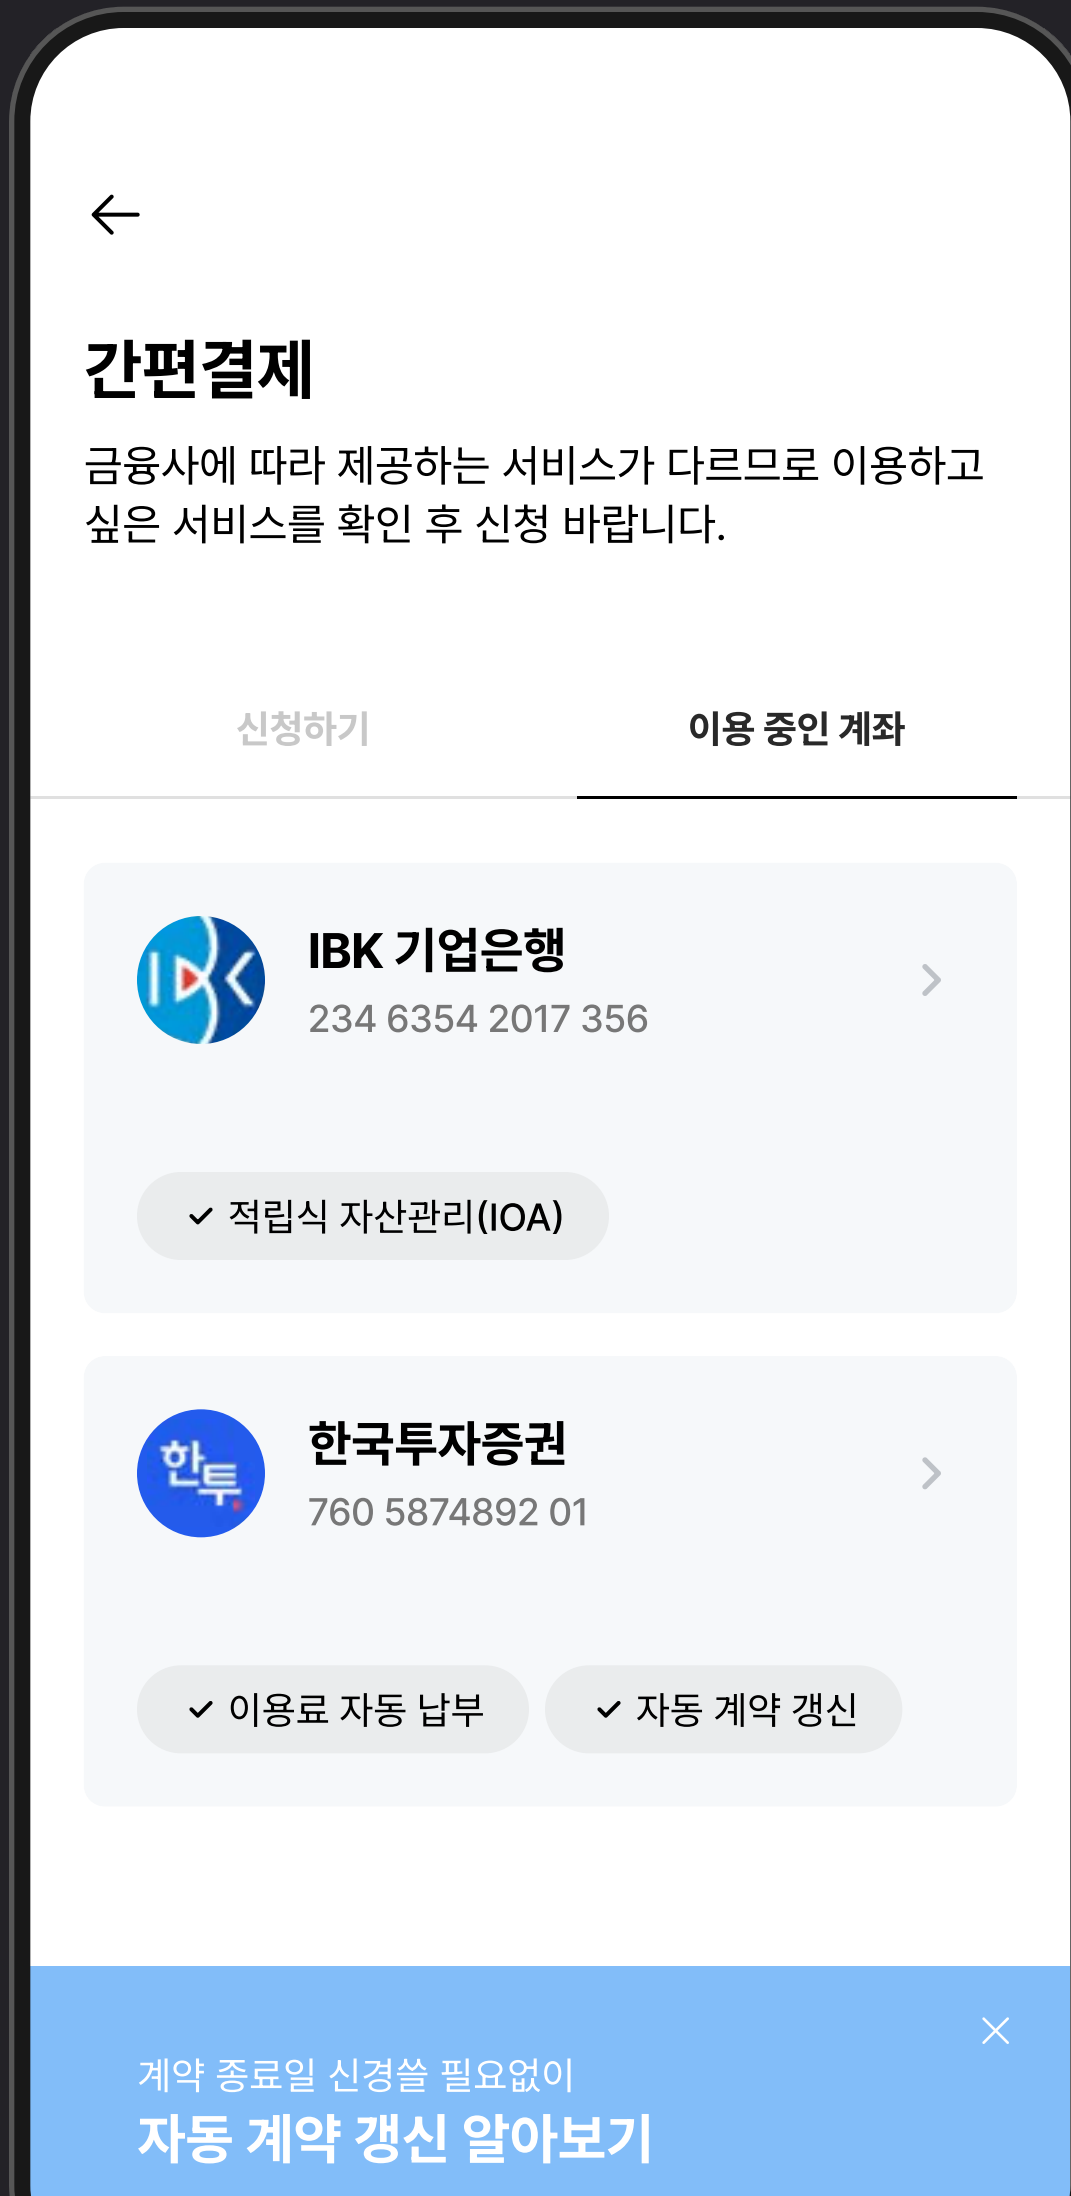 간편결제
금융사에 따라 제공하는 서비스가 다르므로 이용하고
싶은 서비스를 확인 후 신청 바랍니다.
신청하기
이용 중인 계좌
IBK
IBK 기업은행
234 6354 2017 356
적립식 자산관리(IOA)
한투
한국투자증권
760 5874892 01
이용료 자동 납부
자동 계약 갱신
계약 종료일 신경쓸 필요없이
자동 계약 갱신 알아보기